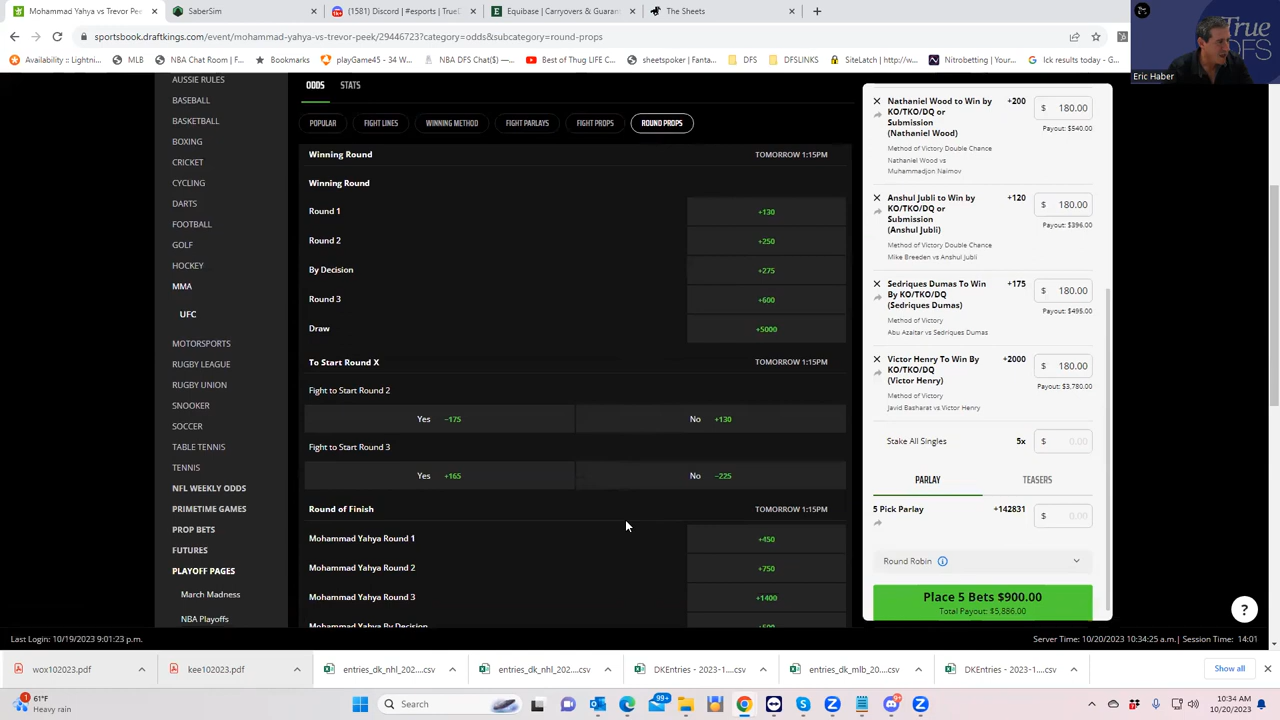 Mohammad Yahya vs Trevor Peek
SaberSim
(1581) Discord | #esports | TrueD
Equibase | Carryovers & Guaran
The Sheets
True
DFS
Eric Haber
sportsbook.draftkings.com/event/mohammad-yahya-vs-trevor-peek/29446723?category=odds&subcategory=round-props
Additional Information | Lightni...
MLB
NBA Chat Room | F...
Bookmarks
playGame45 - 34 W...
NBA DFS Chat($) —...
Best of Thug LIFE C...
sheetspoker | Fanta...
DFS
DFSLINKS
SiteLatch | http://w...
Nitrobetting | Your...
Ick results today - G...
AUSSIE RULES
BASEBALL
BASKETBALL
BOXING
CRICKET
CYCLING
DARTS
FOOTBALL
GOLF
HOCKEY
MMA
UFC
MOTORSPORTS
RUGBY LEAGUE
RUGBY UNION
SNOOKER
SOCCER
TABLE TENNIS
TENNIS
NFL WEEKLY ODDS
PRIMETIME GAMES
PROP BETS
FUTURES
PLAYOFF PAGES
March Madness
NBA Playoffs
ODDS STATS
POPULAR FIGHT LINES WINNING METHOD FIGHT PARLAYS FIGHT PROPS ROUND PROPS
Winning Round TOMORROW 1:15PM
Winning Round
Round 1 +130
Round 2 +250
By Decision +275
Round 3 +600
Draw +5000
To Start Round X TOMORROW 1:15PM
Fight to Start Round 2
Yes −175 No +130
Fight to Start Round 3
Yes +165 No −225
Round of Finish TOMORROW 1:15PM
Mohammad Yahya Round 1 +450
Mohammad Yahya Round 2 +750
Mohammad Yahya Round 3 +1400
Mohammad Yahya By Decision +500
Nathaniel Wood to Win by +200 $ 180.00
KO/TKO/DQ or Payout: $540.00
Submission
(Nathaniel Wood)
Method of Victory Double Chance
Nathaniel Wood vs
Muhammadjon Naimov
Anshul Jubli to Win by +120 $ 180.00
KO/TKO/DQ or Payout: $396.00
Submission
(Anshul Jubli)
Method of Victory Double Chance
Mike Breeden vs Anshul Jubli
Sedriques Dumas To Win +175 $ 180.00
By KO/TKO/DQ Payout: $495.00
(Sedriques Dumas)
Method of Victory
Abu Azaitar vs Sedriques Dumas
Victor Henry To Win By +2000 $ 180.00
KO/TKO/DQ Payout: $3,780.00
(Victor Henry)
Method of Victory
Javid Basharat vs Victor Henry
Stake All Singles 5x $ 0.00
PARLAY TEASERS
5 Pick Parlay +142831 $ 0.00
Round Robin
Place 5 Bets $900.00
Total Payout: $5,886.00
?
Last Login: 10/19/2023 9:01:23 p.m.
Server Time: 10/20/2023 10:34:25 a.m.| Session Time: 14:01
wox102023.pdf
kee102023.pdf
entries_dk_nhl_202....csv
entries_dk_nhl_202....csv
DKEntries - 2023-1....csv
entries_dk_mlb_20....csv
DKEntries - 2023-1....csv
Show all
61°F
Heavy rain
Search
99+
10:34 AM
10/20/2023